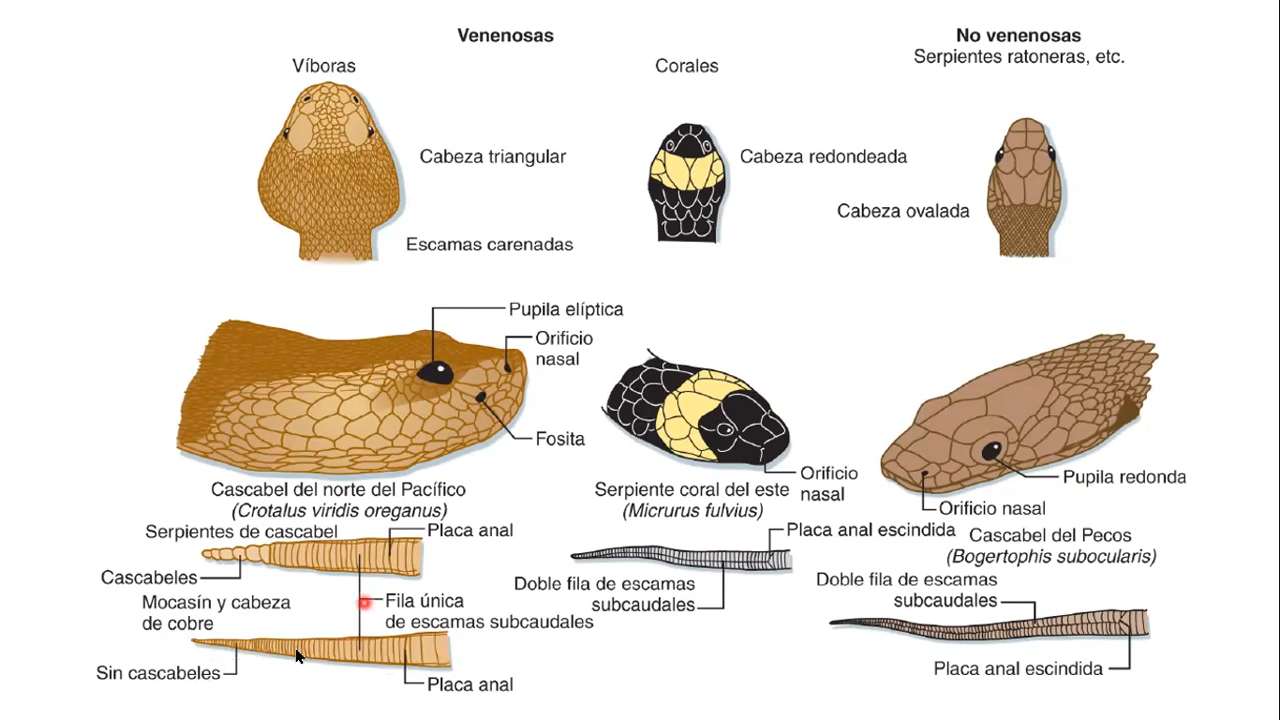 Venenosas
No venenosas
Serpientes ratoneras, etc.
Víboras
Corales
Cabeza triangular
Cabeza redondeada
Cabeza ovalada
Escamas carenadas
Pupila elíptica
Orificio
nasal
Fosita
Orificio
nasal
Pupila redonda
Orificio nasal
Cascabel del norte del Pacífico
(Crotalus viridis oreganus)
Serpiente coral del este
(Micrurus fulvius)
Cascabel del Pecos
(Bogertophis subocularis)
Serpientes de cascabel
Placa anal
Cascabeles
Mocasín y cabeza
de cobre
Fila única
de escamas subcaudales
Sin cascabeles
Placa anal
Placa anal escindida
Doble fila de escamas
subcaudales
Doble fila de escamas
subcaudales
Placa anal escindida